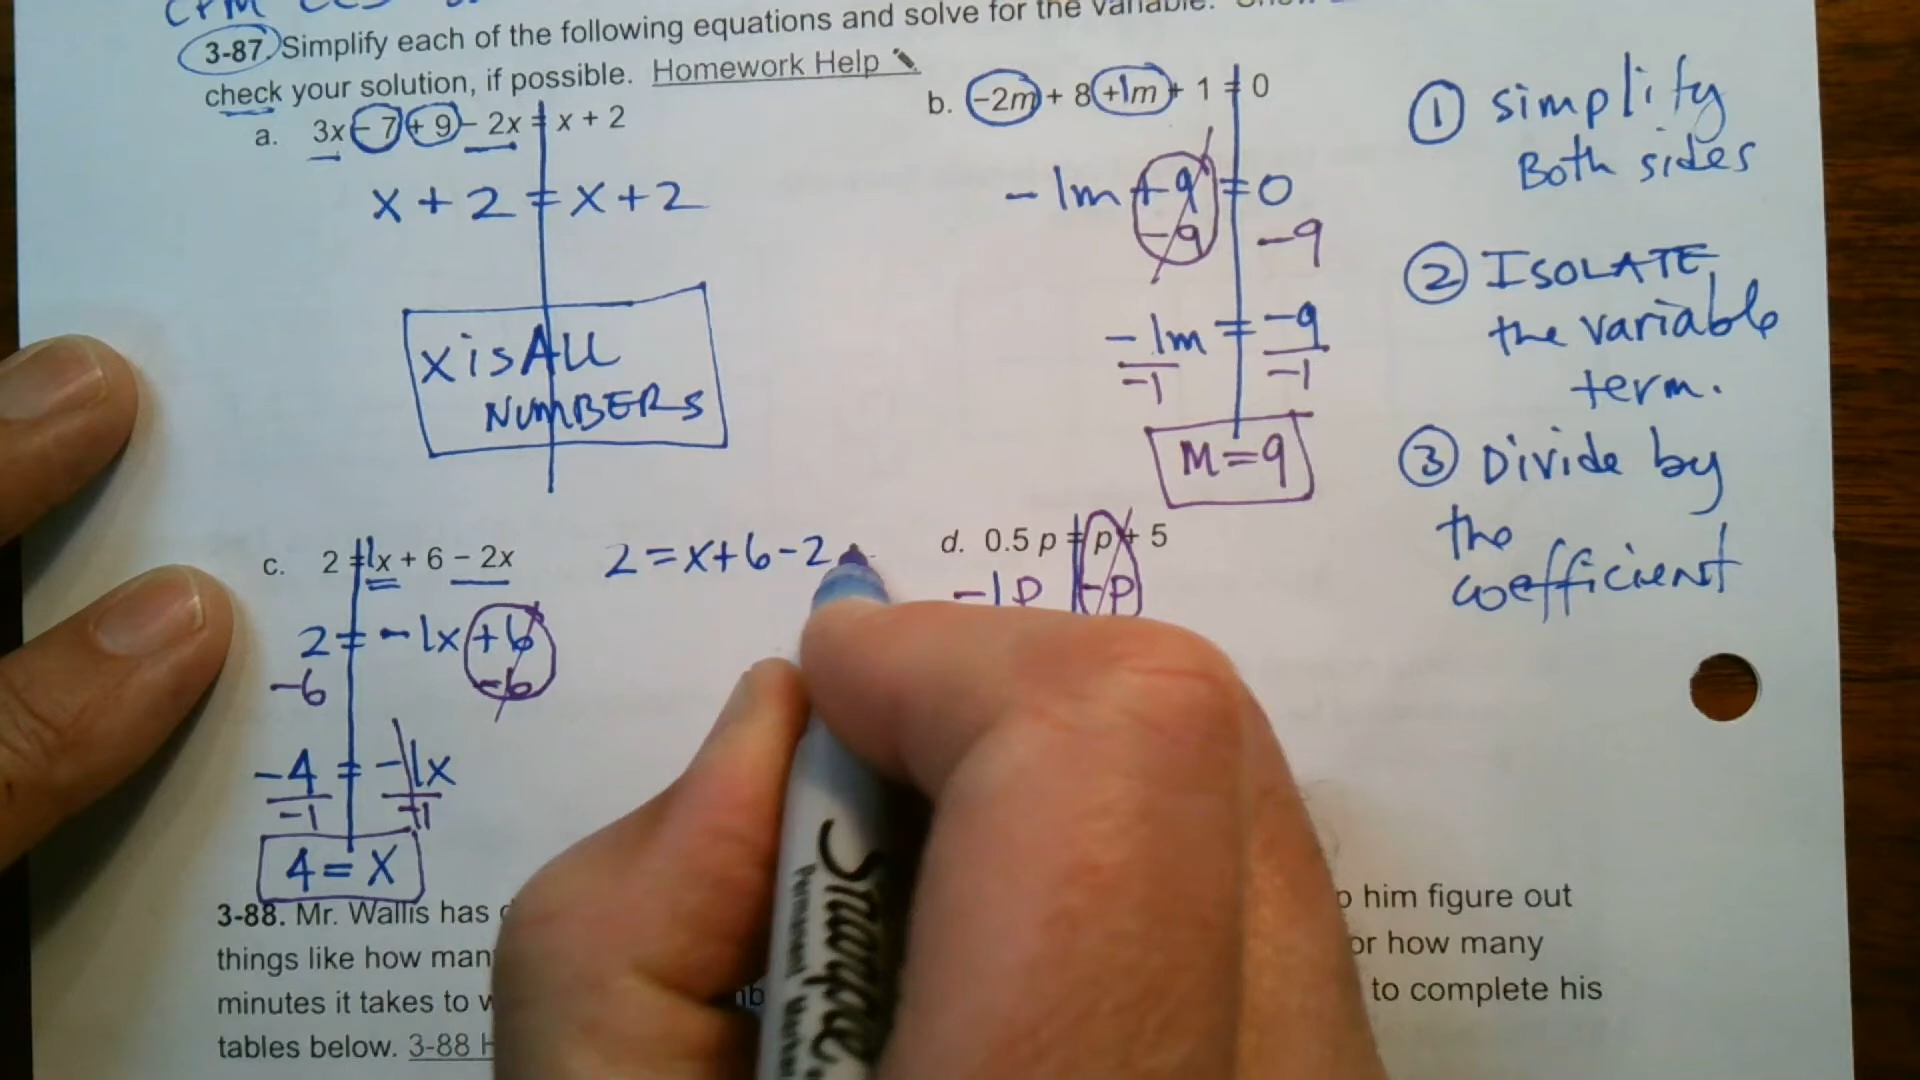 CPM CC3
3-87. Simplify each of the following equations and solve for the variable.
check your solution, if possible. Homework Help
a. 3x - 7 + 9 - 2x = x + 2
x + 2 = x + 2
x is ALL
NUMBERS
b. -2m + 8 + 1m + 1 = 0
-1m + 9 = 0
-9 -9
-1m = -9
-1 -1
M = 9
① simplify
Both sides
② ISOLATE
the variable
term.
③ Divide by
the
coefficient
c. 2 = 1x + 6 - 2x
2 = -1x + 6
-6 -6
-4 = -1x
-1 -1
4 = x
2 = x + 6 - 2
d. 0.5 p = p + 5
-1p -p
3-88. Mr. Wallis has
him figure out
things like how
or how many
minutes it takes to
to complete his
tables below. 3-88
Sharpie
Permanent Marker